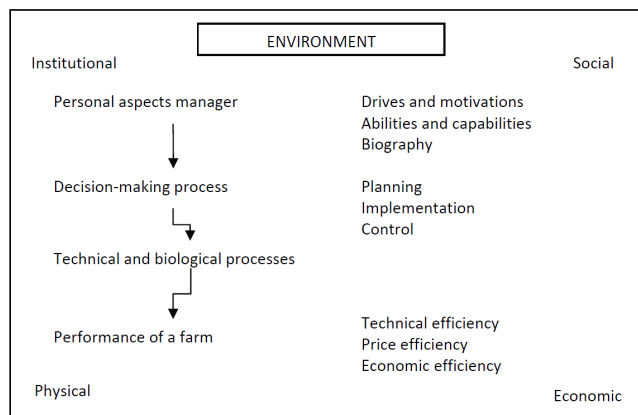 ENVIRONMENT
Institutional Social
Personal aspects manager Drives and motivations
Abilities and capabilities
Biography
Decision-making process Planning
Implementation
Control
Technical and biological processes
Performance of a farm Technical efficiency
Price efficiency
Economic efficiency
Physical Economic